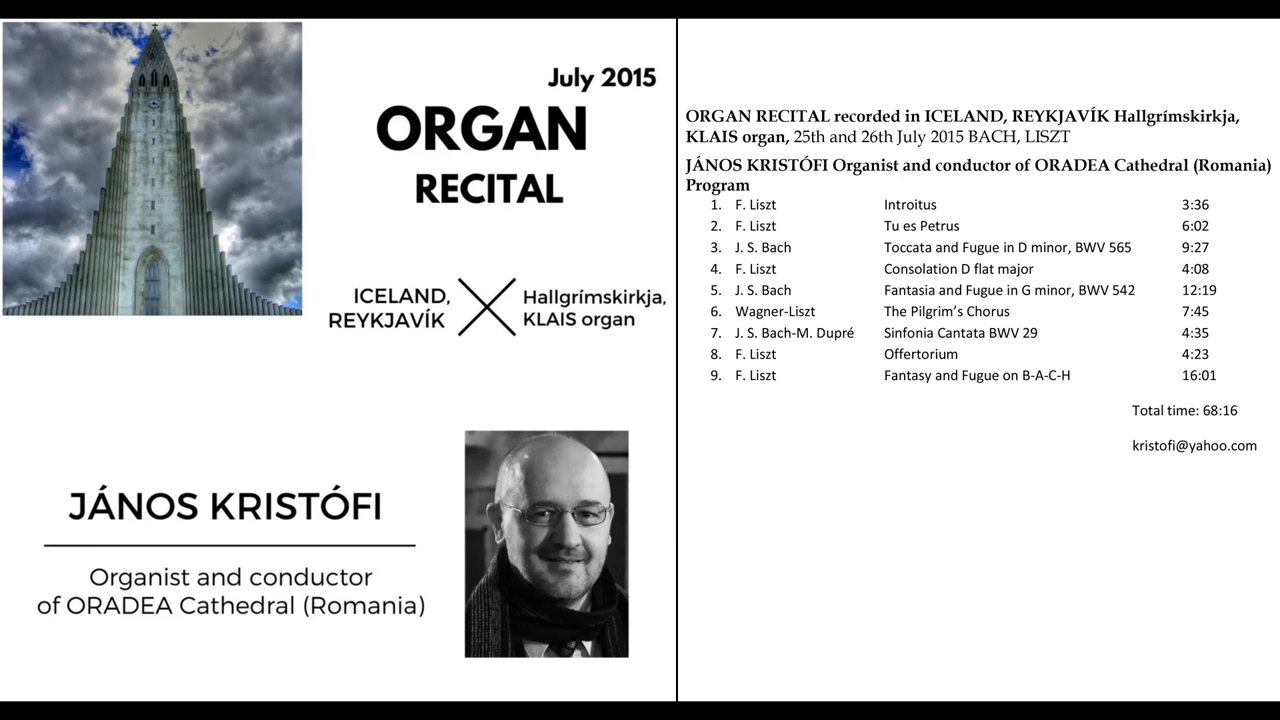 July 2015
ORGAN
RECITAL
ICELAND,
REYKJAVÍK
Hallgrímskirkja,
KLAIS organ
JÁNOS KRISTÓFI
Organist and conductor
of ORADEA Cathedral (Romania)
ORGAN RECITAL recorded in ICELAND, REYKJAVÍK Hallgrímskirkja,
KLAIS organ, 25th and 26th July 2015 BACH, LISZT
JÁNOS KRISTÓFI Organist and conductor of ORADEA Cathedral (Romania)
Program
1. F. Liszt Introitus 3:36
2. F. Liszt Tu es Petrus 6:02
3. J. S. Bach Toccata and Fugue in D minor, BWV 565 9:27
4. F. Liszt Consolation D flat major 4:08
5. J. S. Bach Fantasia and Fugue in G minor, BWV 542 12:19
6. Wagner-Liszt The Pilgrim’s Chorus 7:45
7. J. S. Bach-M. Dupré Sinfonia Cantata BWV 29 4:35
8. F. Liszt Offertorium 4:23
9. F. Liszt Fantasy and Fugue on B-A-C-H 16:01
Total time: 68:16
kristofi@yahoo.com